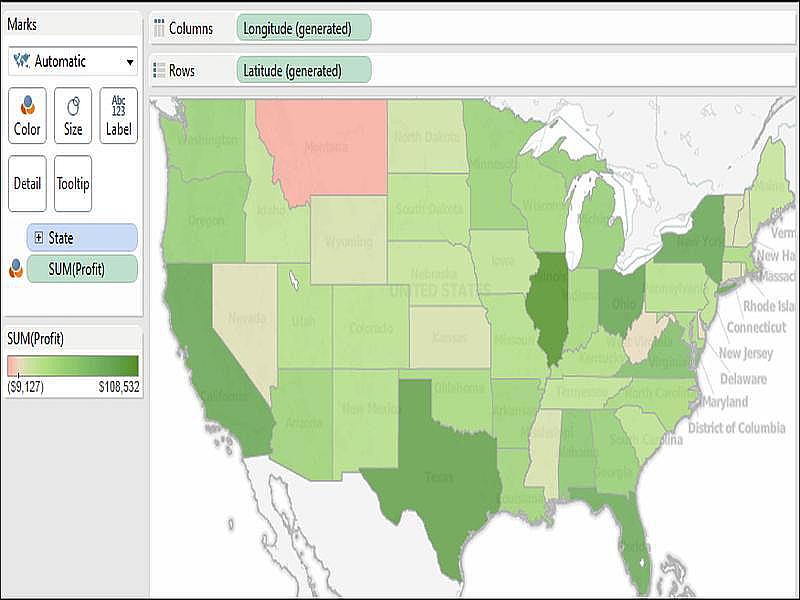 Marks
Automatic
Color
Size
Abc
123
Label
Detail
Tooltip
State
SUM(Profit)
SUM(Profit)
($9,127)
$108,532
Columns
Longitude (generated)
Rows
Latitude (generated)
Washington
Montana
North Dakota
Minnesota
Maine
Oregon
Idaho
Wyoming
South Dakota
Wisconsin
Michigan
New York
Verm
New Ha
Massac
Nevada
Utah
Colorado
Nebraska
UNITED STATES
Iowa
Illinois
Indiana
Ohio
Pennsylvania
Rhode Isla
Connecticut
New Jersey
Delaware
Maryland
District of Columbia
Kansas
Missouri
Kentucky
West Virginia
Virginia
California
Arizona
New Mexico
Oklahoma
Arkansas
Tennessee
North Carolina
South Carolina
Mississippi
Alabama
Georgia
Texas
Louisiana
Florida